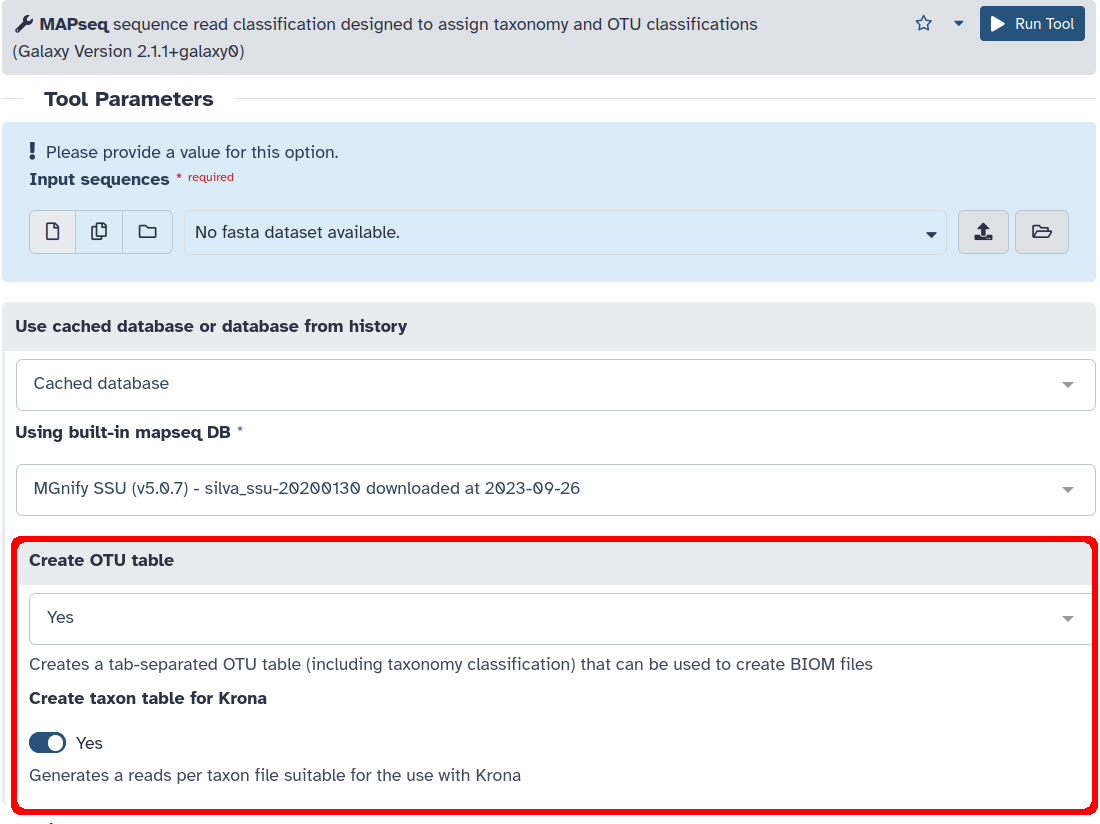 MAPseq sequence read classification designed to assign taxonomy and OTU classifications
(Galaxy Version 2.1.1+galaxy0)
Run Tool
Tool Parameters
Please provide a value for this option.
Input sequences * required
No fasta dataset available.
Use cached database or database from history
Cached database
Using built-in mapseq DB *
MGnify SSU (v5.0.7) - silva_ssu-20200130 downloaded at 2023-09-26
Create OTU table
Yes
Creates a tab-separated OTU table (including taxonomy classification) that can be used to create BIOM files
Create taxon table for Krona
Yes
Generates a reads per taxon file suitable for the use with Krona